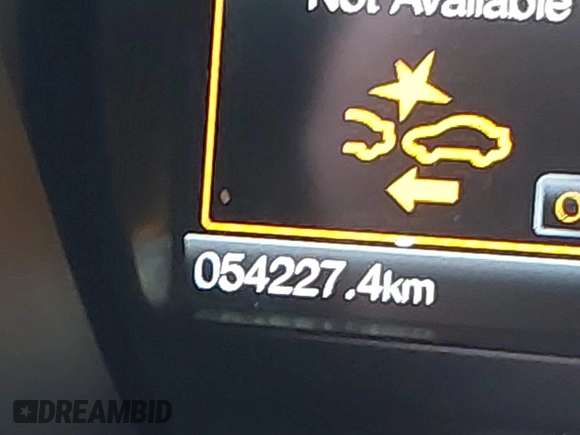 Not Available
054227.4km
DREAMBID